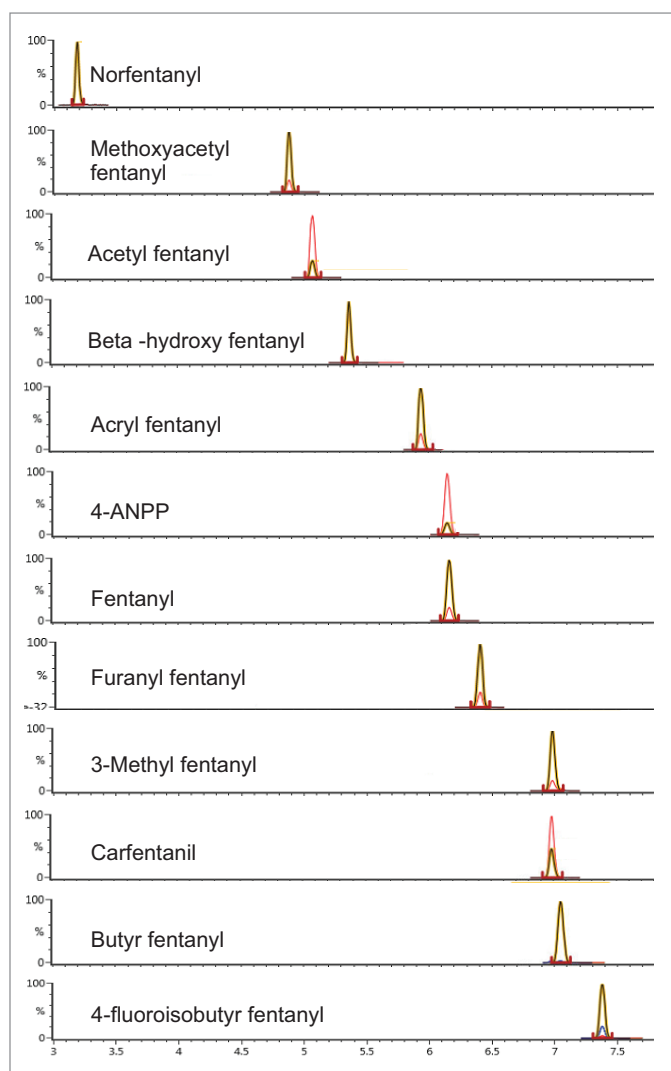 100
%
0
Norfentanyl
100
%
0
Methoxyacetyl
fentanyl
100
%
0
Acetyl fentanyl
100
%
0
Beta -hydroxy fentanyl
100
%
0
Acryl fentanyl
100
%
0
4-ANPP
100
%
0
Fentanyl
100
%
Furanyl fentanyl
100
%
0
3-Methyl fentanyl
100
%
0
Carfentanil
100
%
0
Butyr fentanyl
100
%
0
4-fluoroisobutyr fentanyl
3 3.5 4 4.5 5 5.5 6 6.5 7 7.5